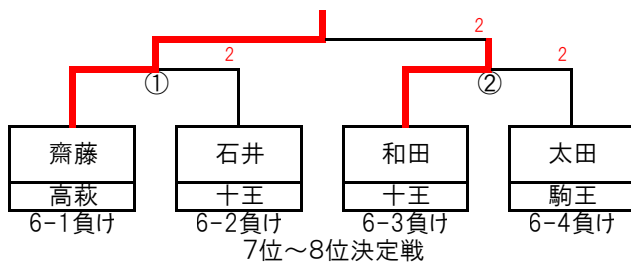 2
2 2
① ②
齋藤 石井 和田 太田
高萩 十王 十王 駒王
6-1負け 6-2負け 6-3負け 6-4負け
7位～8位決定戦